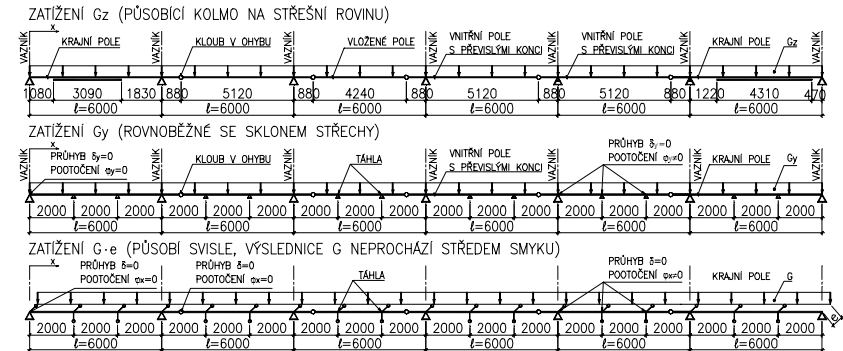 ZATÍŽENÍ Gz (PŮSOBÍCÍ KOLMO NA STŘEŠNÍ ROVINU)
x
VAZNÍK
KRAJNÍ POLE
VAZNÍK
KLOUB V OHYBU
VAZNÍK
VLOŽENÉ POLE
VAZNÍK
VNITŘNÍ POLE
S PŘEVISLÝMI KONCI
VAZNÍK
VNITŘNÍ POLE
S PŘEVISLÝMI KONCI
VAZNÍK
KRAJNÍ POLE
Gz
VAZNÍK
1080 3090 1830 880 5120 880 4240 880 5120 880 5120 880 1220 4310 470
ℓ=6000 ℓ=6000 ℓ=6000 ℓ=6000 ℓ=6000 ℓ=6000
ZATÍŽENÍ Gy (ROVNOBĚŽNÉ SE SKLONEM STŘECHY)
x
VAZNÍK
PRŮHYB δy=0
POOTOČENÍ φy=0
VAZNÍK
KLOUB V OHYBU
VAZNÍK
TÁHLA
VAZNÍK
VNITŘNÍ POLE
S PŘEVISLÝMI KONCI
VAZNÍK
PRŮHYB δy=0
POOTOČENÍ φy≠0
VAZNÍK
KRAJNÍ POLE
Gy
VAZNÍK
2000 2000 2000 2000 2000 2000 2000 2000 2000 2000 2000 2000 2000 2000 2000 2000 2000 2000
ℓ=6000 ℓ=6000 ℓ=6000 ℓ=6000 ℓ=6000 ℓ=6000
ZATÍŽENÍ G·e (PŮSOBÍ SVISLE, VÝSLEDNICE G NEPROCHÁZÍ STŘEDEM SMYKU)
x
PRŮHYB δ=0
POOTOČENÍ φx=0
PRŮHYB δ=0
POOTOČENÍ φx=0
TÁHLA
PRŮHYB δ=0
POOTOČENÍ φx≠0
KRAJNÍ POLE
G
e
2000 2000 2000 2000 2000 2000 2000 2000 2000 2000 2000 2000 2000 2000 2000 2000 2000 2000
ℓ=6000 ℓ=6000 ℓ=6000 ℓ=6000 ℓ=6000 ℓ=6000